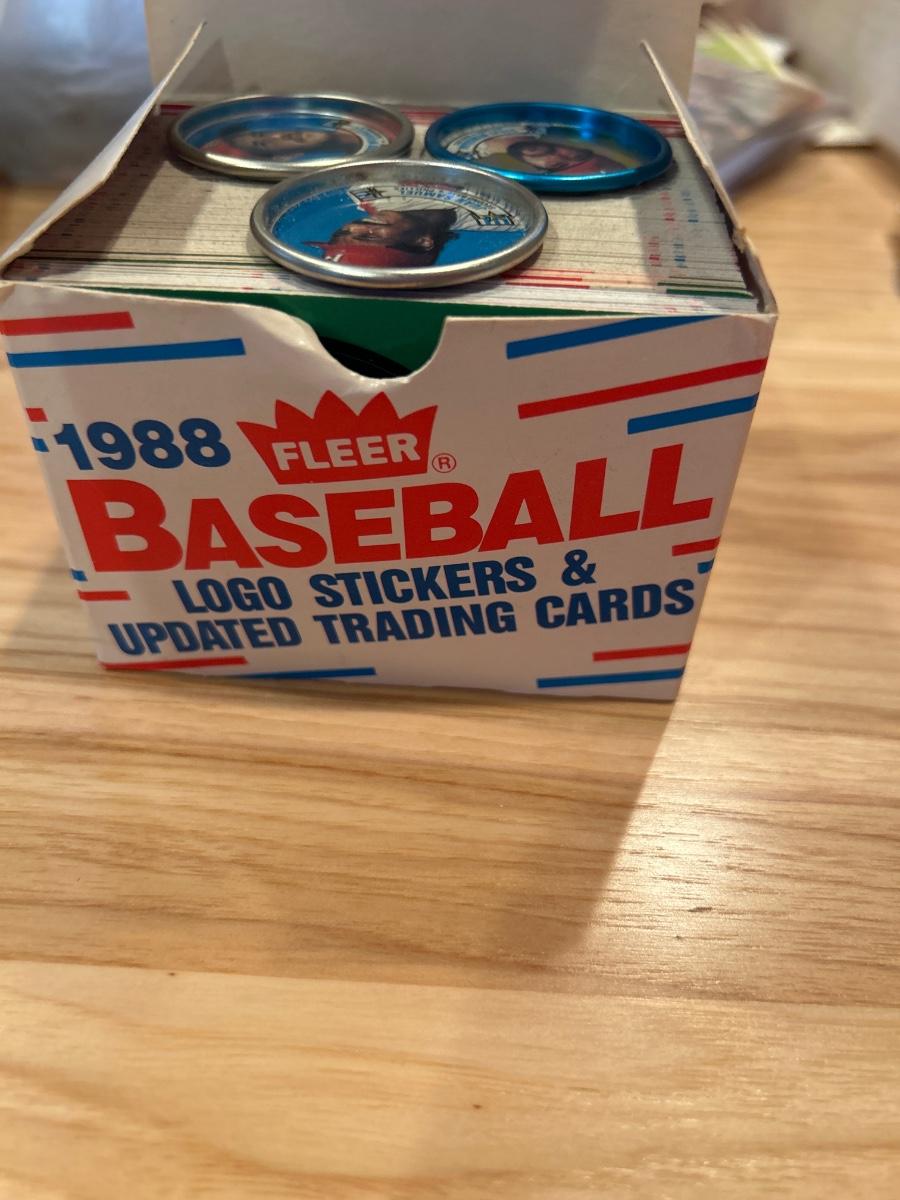 1988 FLEER ®
BASEBALL
LOGO STICKERS &
UPDATED TRADING CARDS